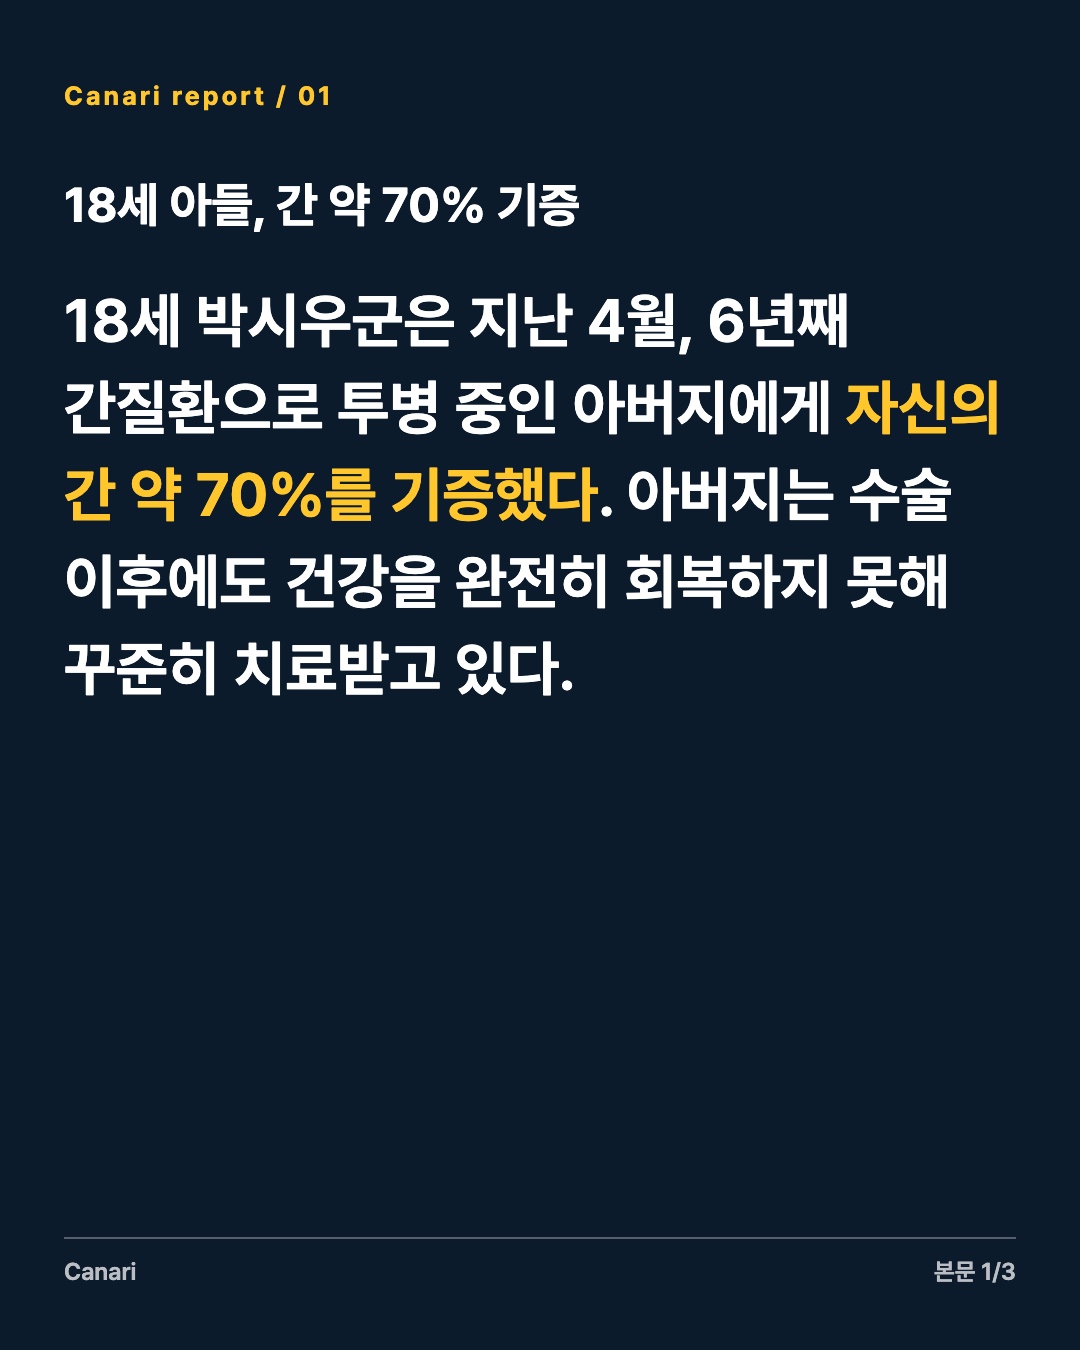 Canari report / 01
18세 아들, 간 약 70% 기증
18세 박시우군은 지난 4월, 6년째
간질환으로 투병 중인 아버지에게 자신의
간 약 70%를 기증했다. 아버지는 수술
이후에도 건강을 완전히 회복하지 못해
꾸준히 치료받고 있다.
Canari
본문 1/3